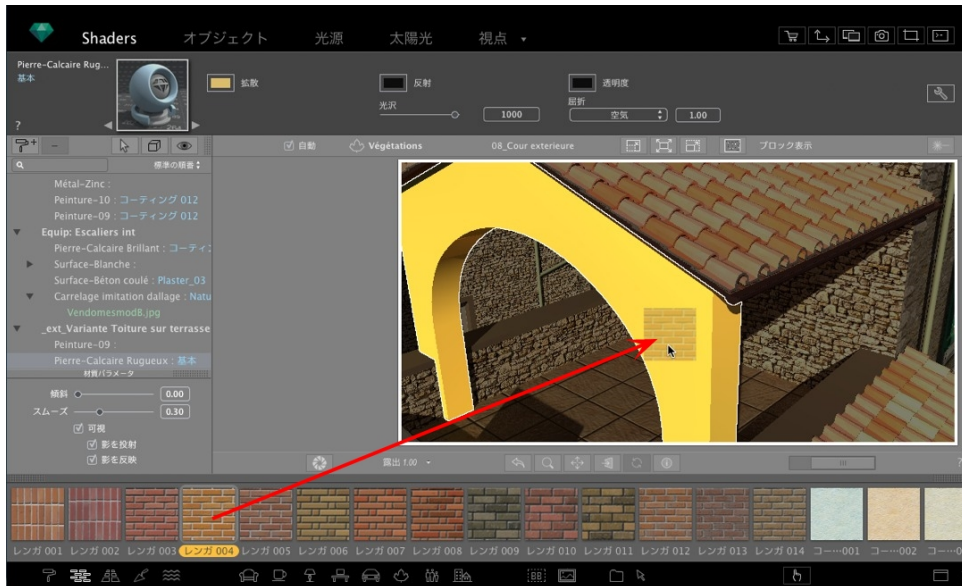 Shaders オブジェクト 光源 太陽光 視点
Pierre-Calcaire Rug...
基本
拡散
反射
透明度
光沢
1000
屈折
空気
1.00
?
自動
Végétations
08_Cour exterieure
ブロック表示
標準の順番
Métal-Zinc :
Peinture-10 : コーティング 012
Peinture-09 : コーティング 012
Equip: Escaliers int
Pierre-Calcaire Brillant : コーティ
Surface-Blanche :
Surface-Béton coulé : Plaster_03
Carrelage imitation dallage : Natu
VendomesmodB.jpg
_ext_Variante Toiture sur terrasse
Peinture-09 :
Pierre-Calcaire Rugueux : 基本
材質パラメータ
傾斜 0.00
スムーズ 0.30
可視
影を投射
影を反映
露出 1.00
?
レンガ 001 レンガ 002 レンガ 003 レンガ 004 レンガ 005 レンガ 006 レンガ 007 レンガ 008 レンガ 009 レンガ 010 レンガ 011 レンガ 012 レンガ 013 レンガ 014 コー…001 コー…002 コー…0